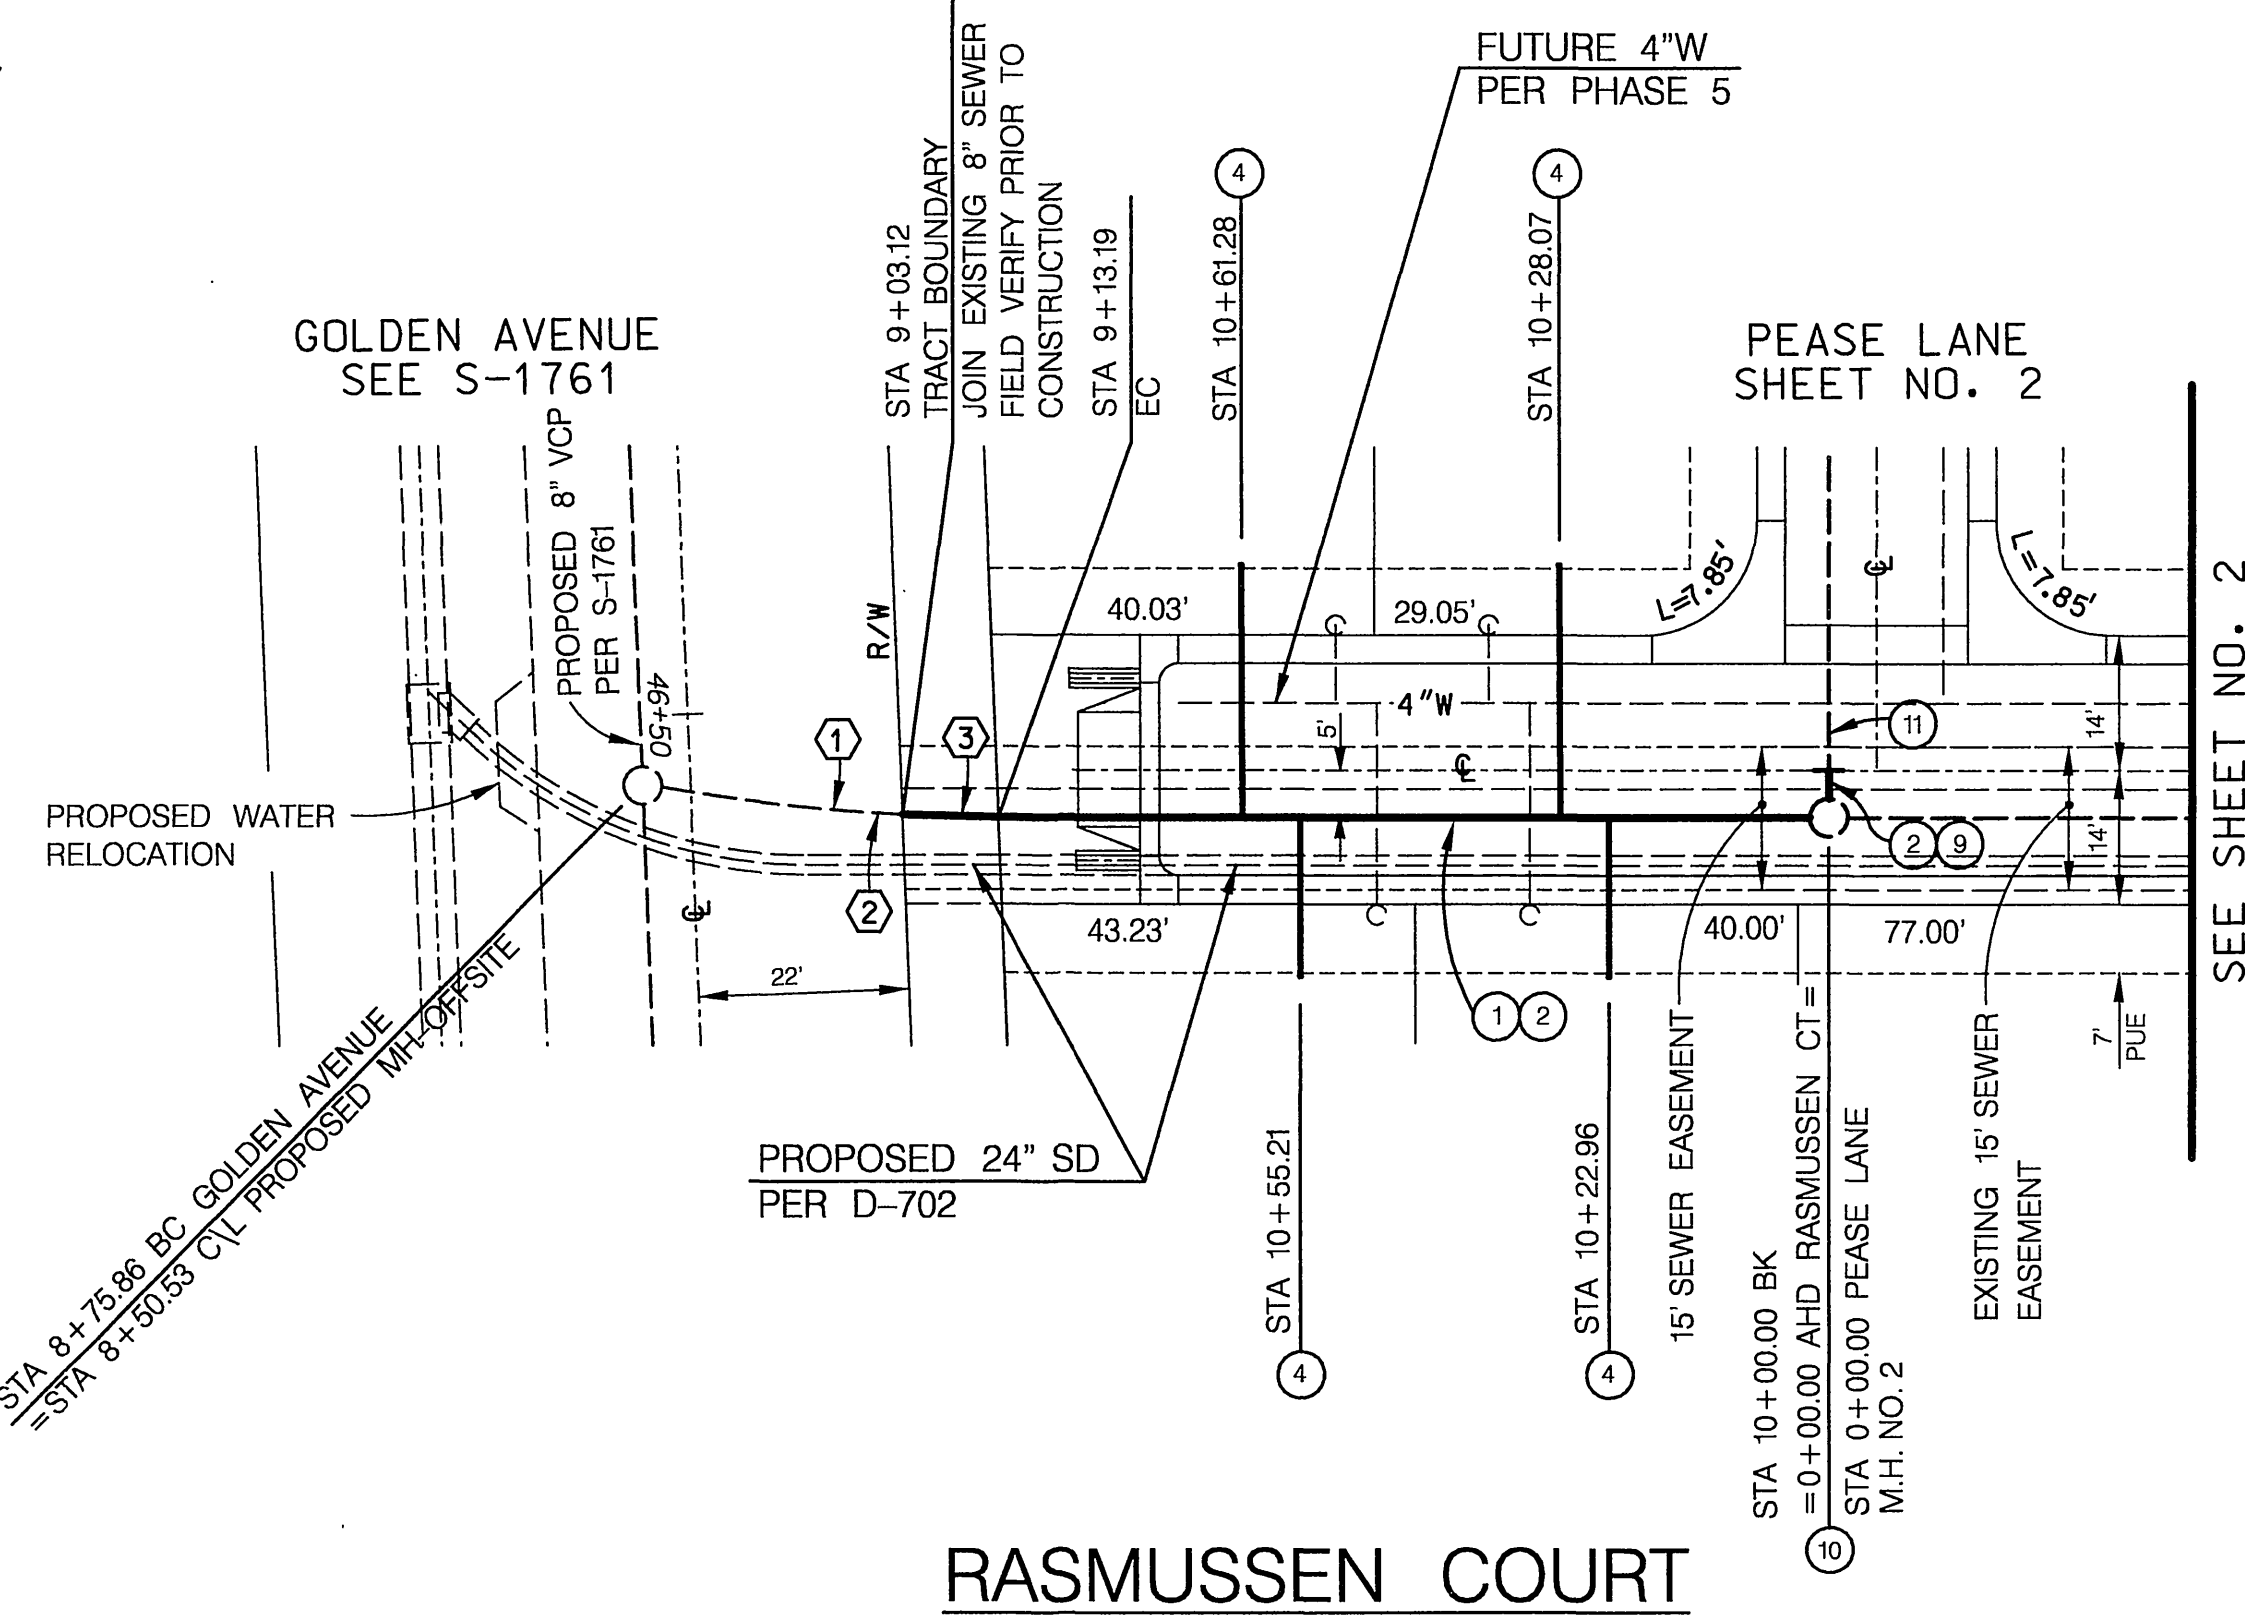 FUTURE 4”W
PER PHASE 5
STA 9+03.12
TRACT BOUNDARY
JOIN EXISTING 8” SEWER
FIELD VERIFY PRIOR TO
CONSTRUCTION
STA 9+13.19
EC
4
STA 10+61.28
4
STA 10+28.07
GOLDEN AVENUE
SEE S-1761
PEASE LANE
SHEET NO. 2
PROPOSED 8” VCP
PER S-1761
46+50
R/W
40.03'
29.05'
L=7.85'
L=7.85'
℄
SEE SHEET NO. 2
4”W
5'
℄
1
3
11
14'
14'
PROPOSED WATER
RELOCATION
2
2
9
℄
43.23'
40.00'
77.00'
22'
1
2
7'
PUE
PROPOSED 24” SD
PER D-702
STA 8+75.86 BC GOLDEN AVENUE
=STA 8+50.53 C\L PROPOSED MH-OFFSITE
STA 10+55.21
4
STA 10+22.96
4
15' SEWER EASEMENT
STA 10+00.00 BK
=0+00.00 AHD RASMUSSEN CT=
STA 0+00.00 PEASE LANE
M.H. NO. 2
10
EXISTING 15' SEWER
EASEMENT
RASMUSSEN COURT